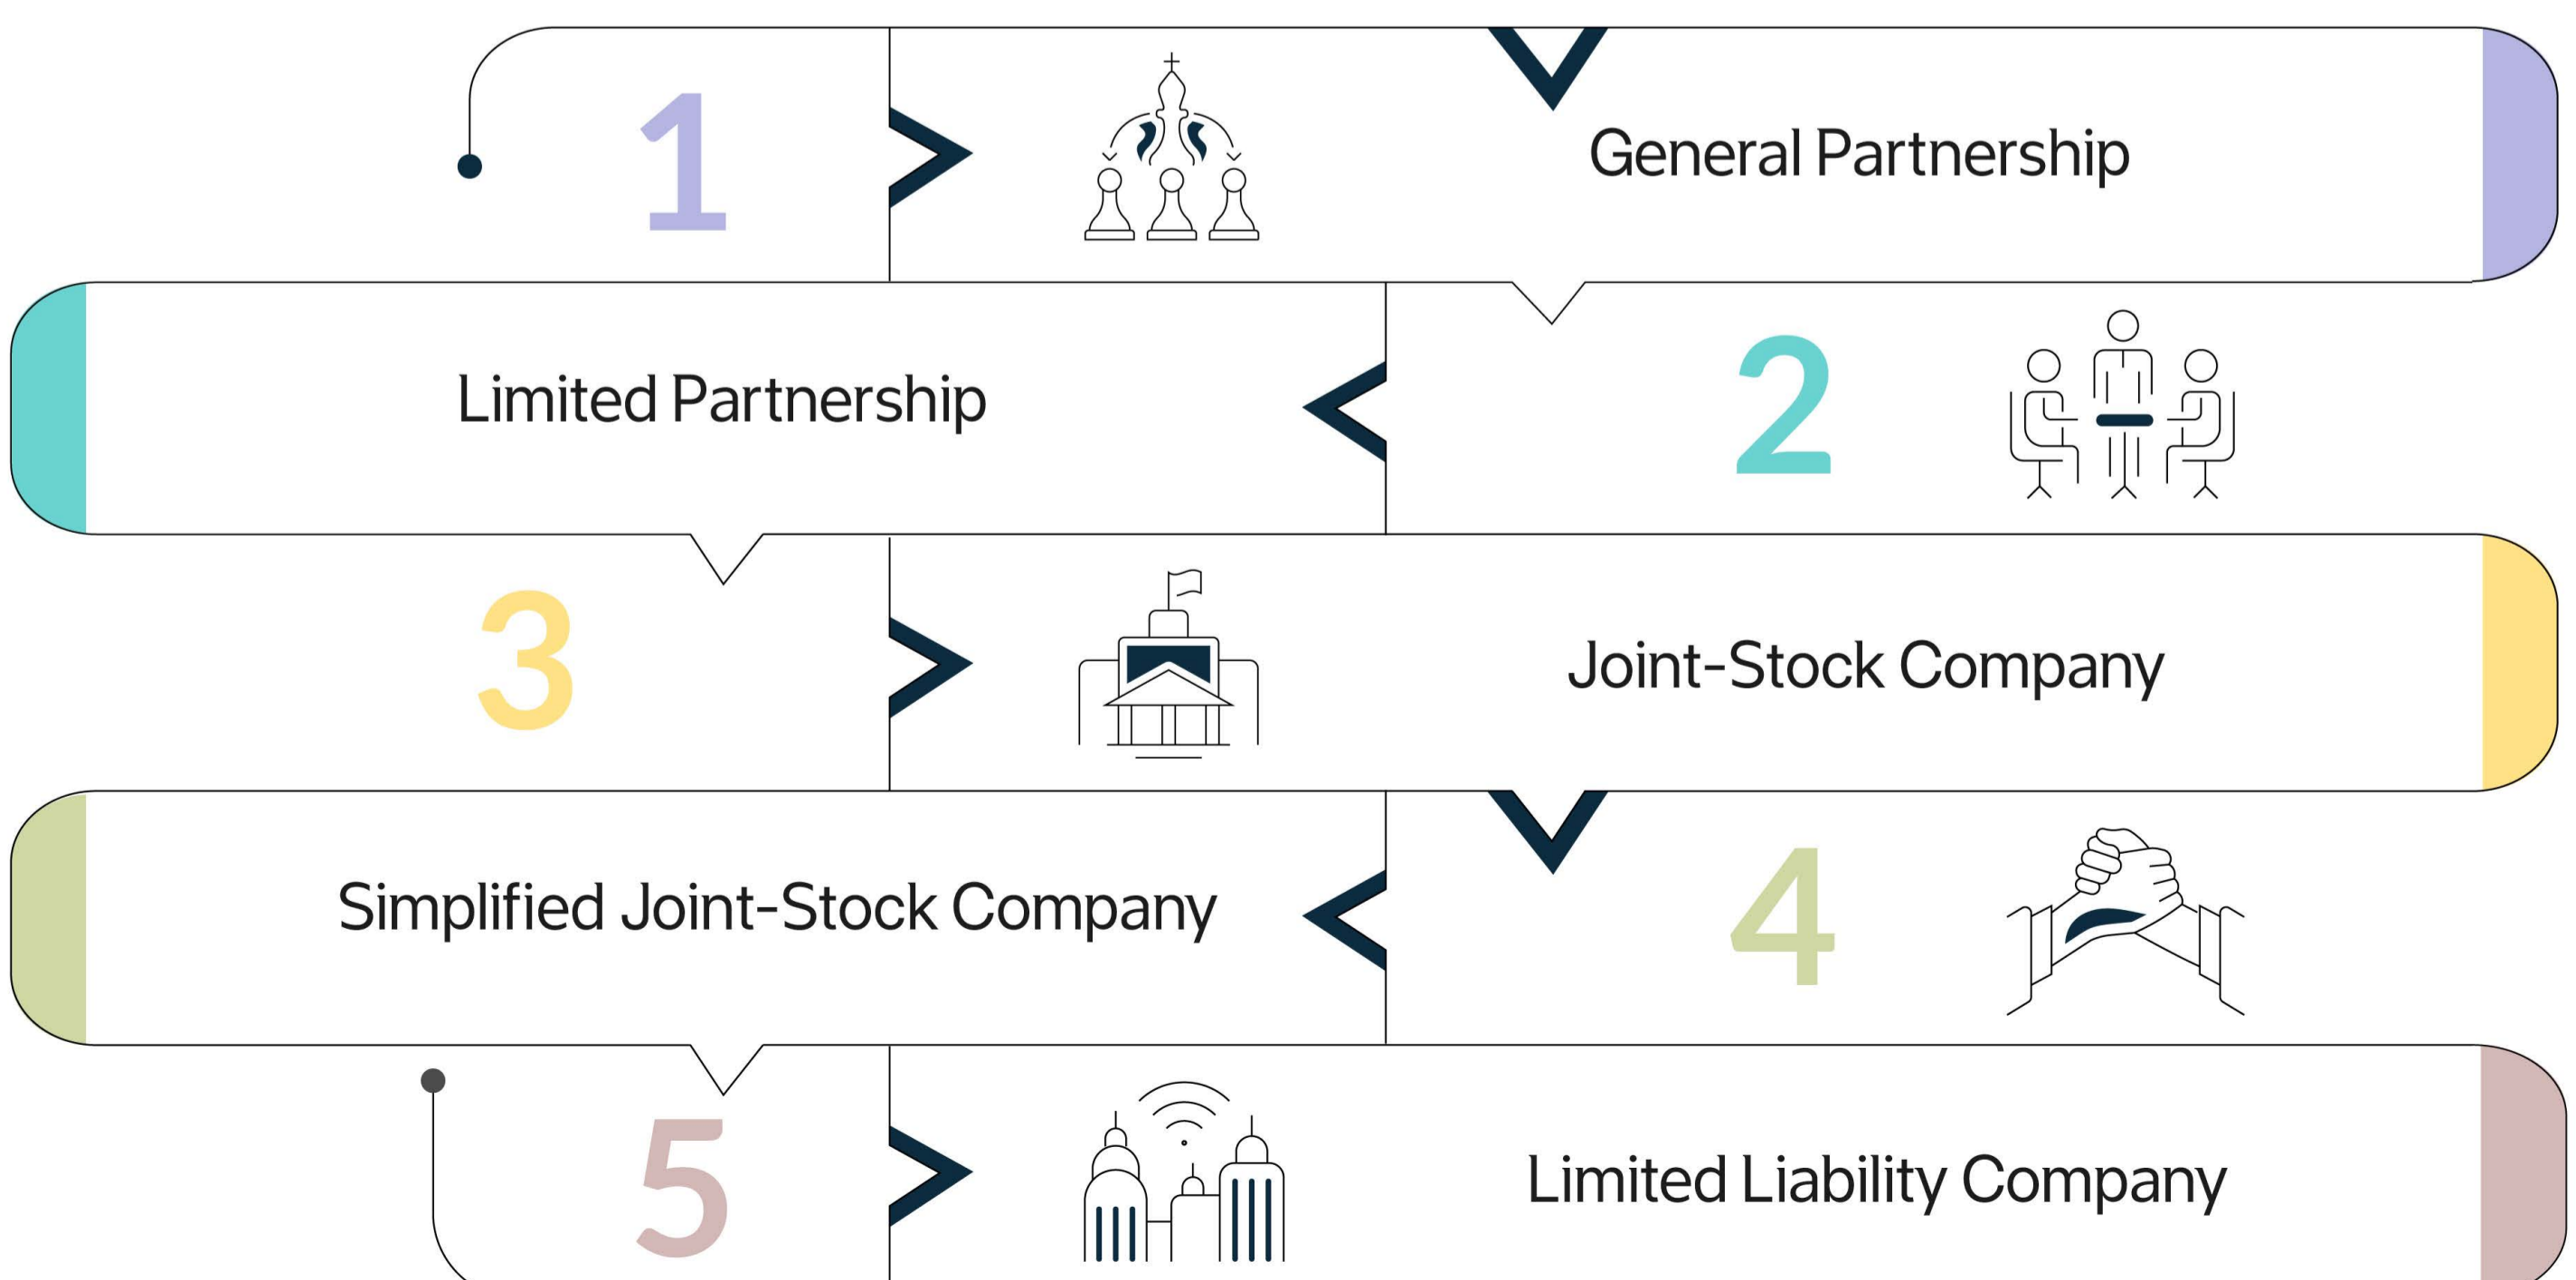 1
General Partnership
Limited Partnership
2
3
Joint-Stock Company
Simplified Joint-Stock Company
4
5
Limited Liability Company